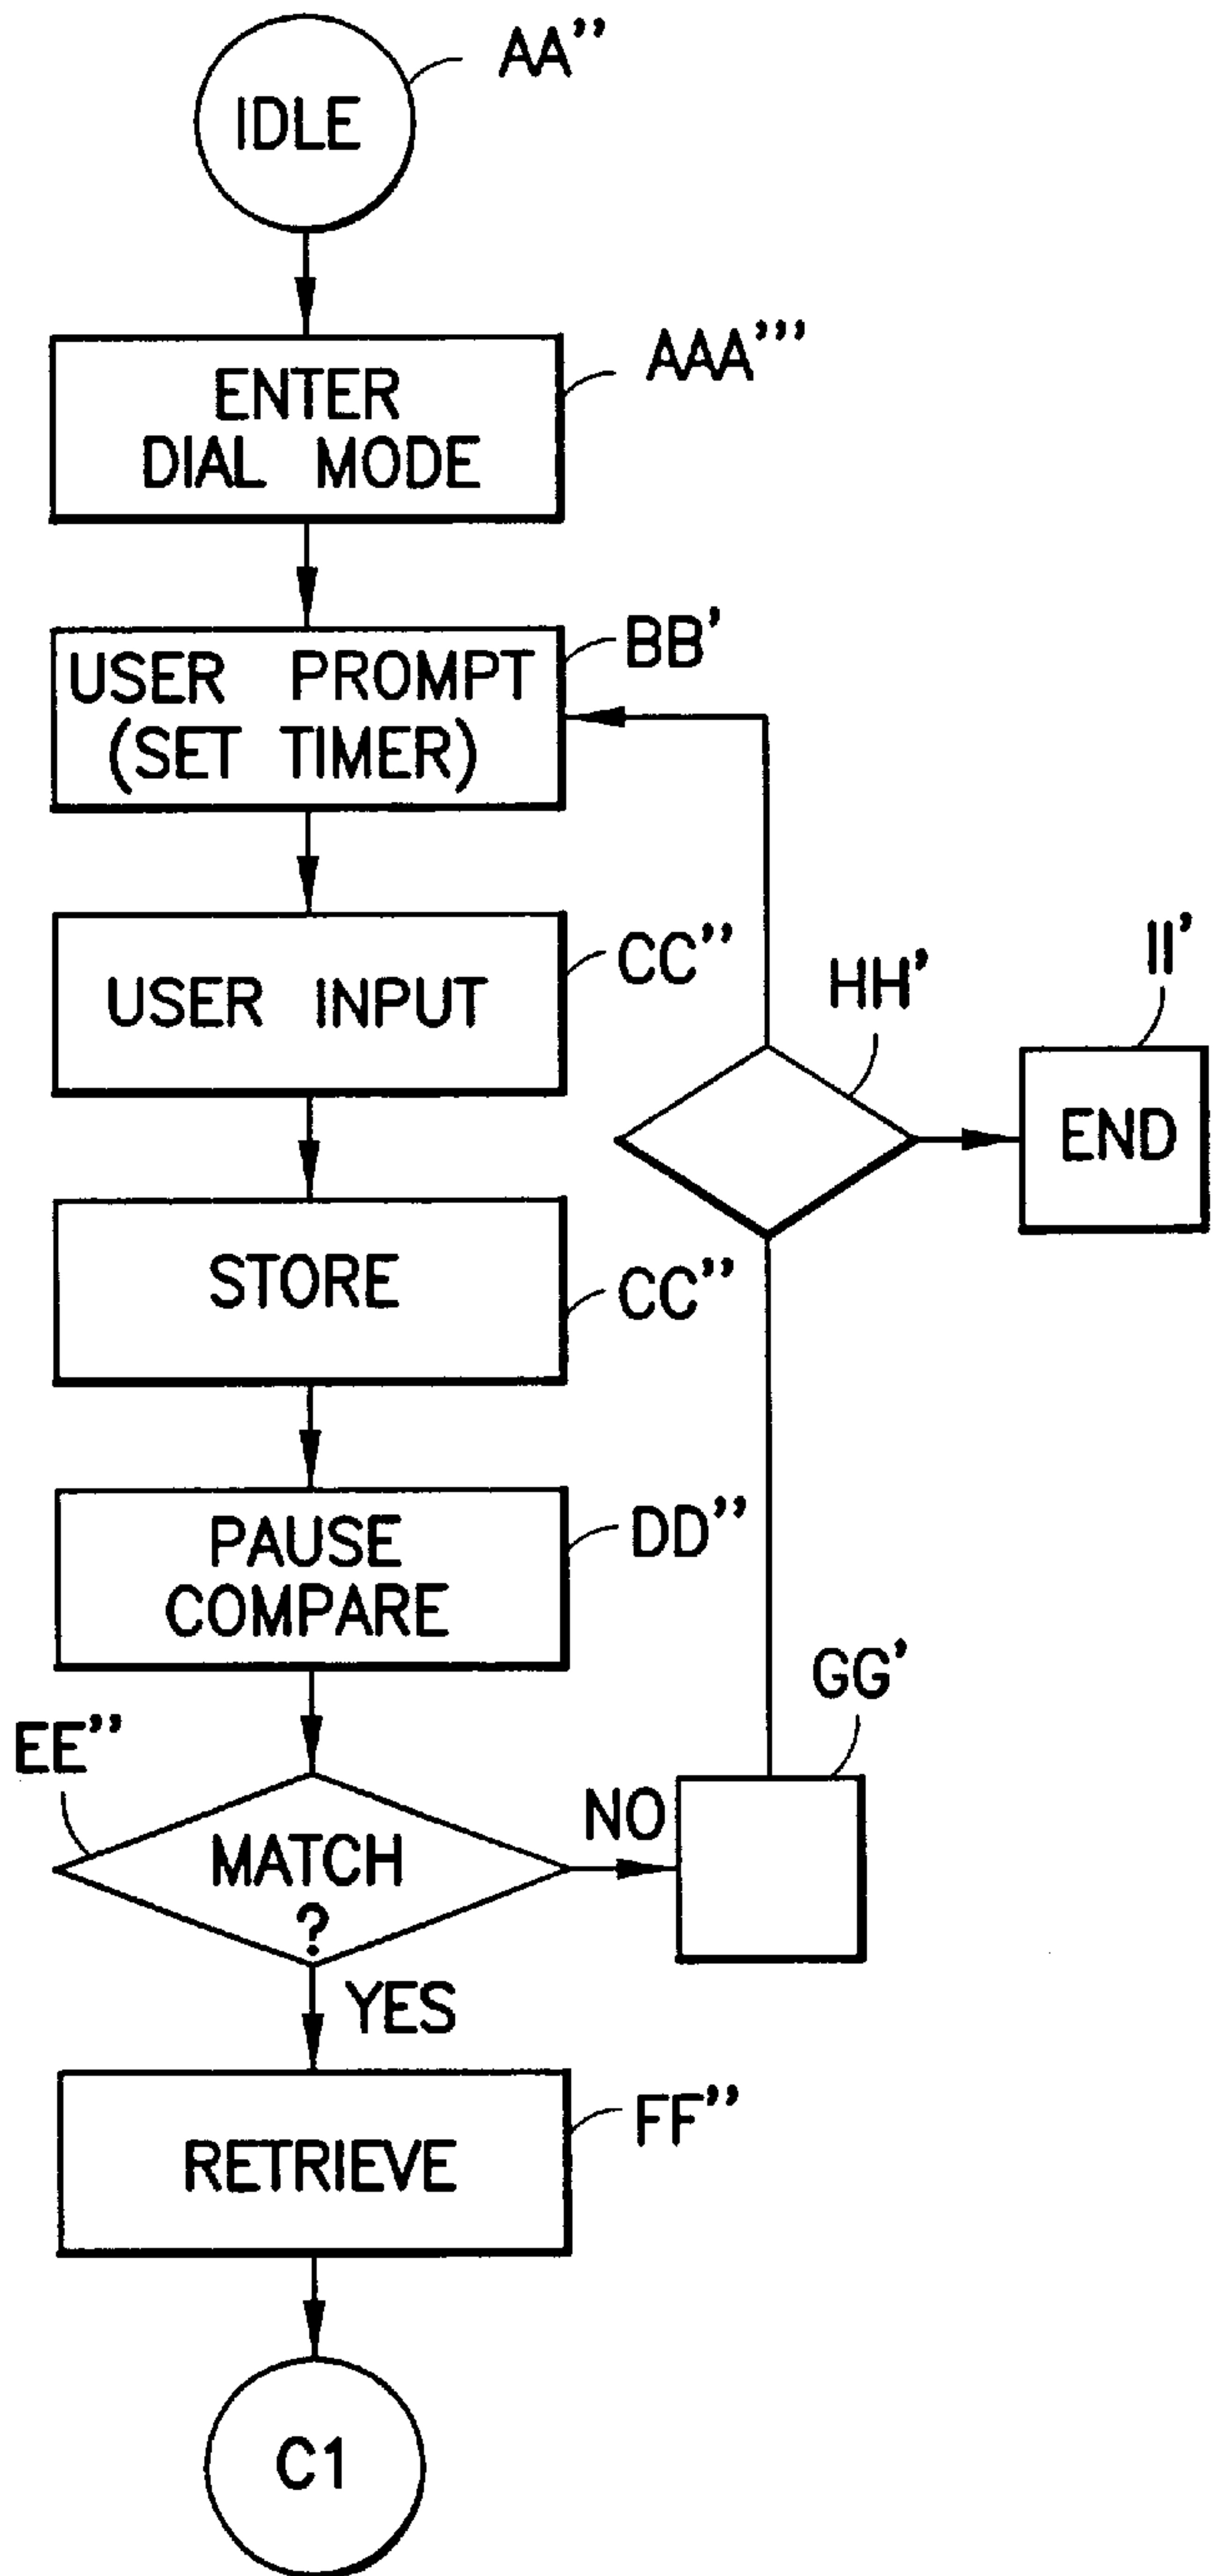 IDLE
AA''
ENTER
DIAL MODE
AAA'''
USER PROMPT
(SET TIMER)
BB'
USER INPUT
CC''
HH'
II'
END
STORE
CC''
PAUSE
COMPARE
DD''
GG'
EE''
MATCH
?
NO
YES
RETRIEVE
FF''
C1